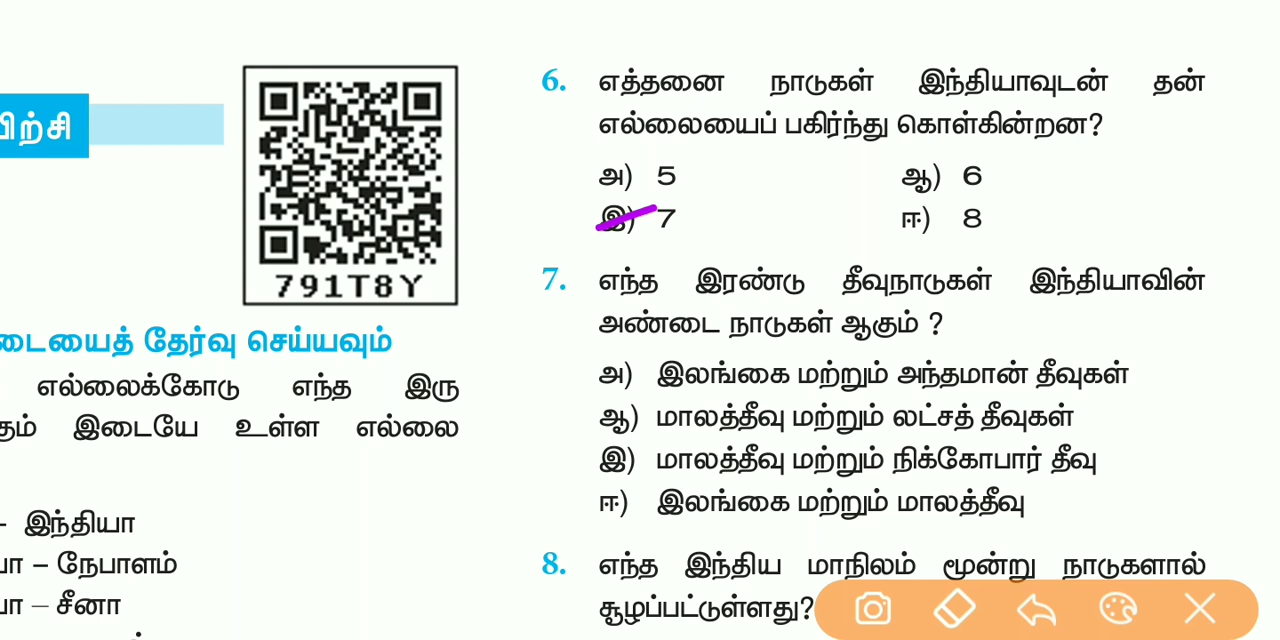 யிற்சி
791T8Y
டையைத் தேர்வு செய்யவும்
எல்லைக்கோடு எந்த இரு
கும் இடையே உள்ள எல்லை
- இந்தியா
யா – நேபாளம்
யா – சீனா
6. எத்தனை நாடுகள் இந்தியாவுடன் தன்
எல்லையைப் பகிர்ந்து கொள்கின்றன?
அ) 5 ஆ) 6
இ) 7 ஈ) 8
7. எந்த இரண்டு தீவுநாடுகள் இந்தியாவின்
அண்டை நாடுகள் ஆகும் ?
அ) இலங்கை மற்றும் அந்தமான் தீவுகள்
ஆ) மாலத்தீவு மற்றும் லட்சத் தீவுகள்
இ) மாலத்தீவு மற்றும் நிக்கோபார் தீவு
ஈ) இலங்கை மற்றும் மாலத்தீவு
8. எந்த இந்திய மாநிலம் மூன்று நாடுகளால்
சூழப்பட்டுள்ளது?